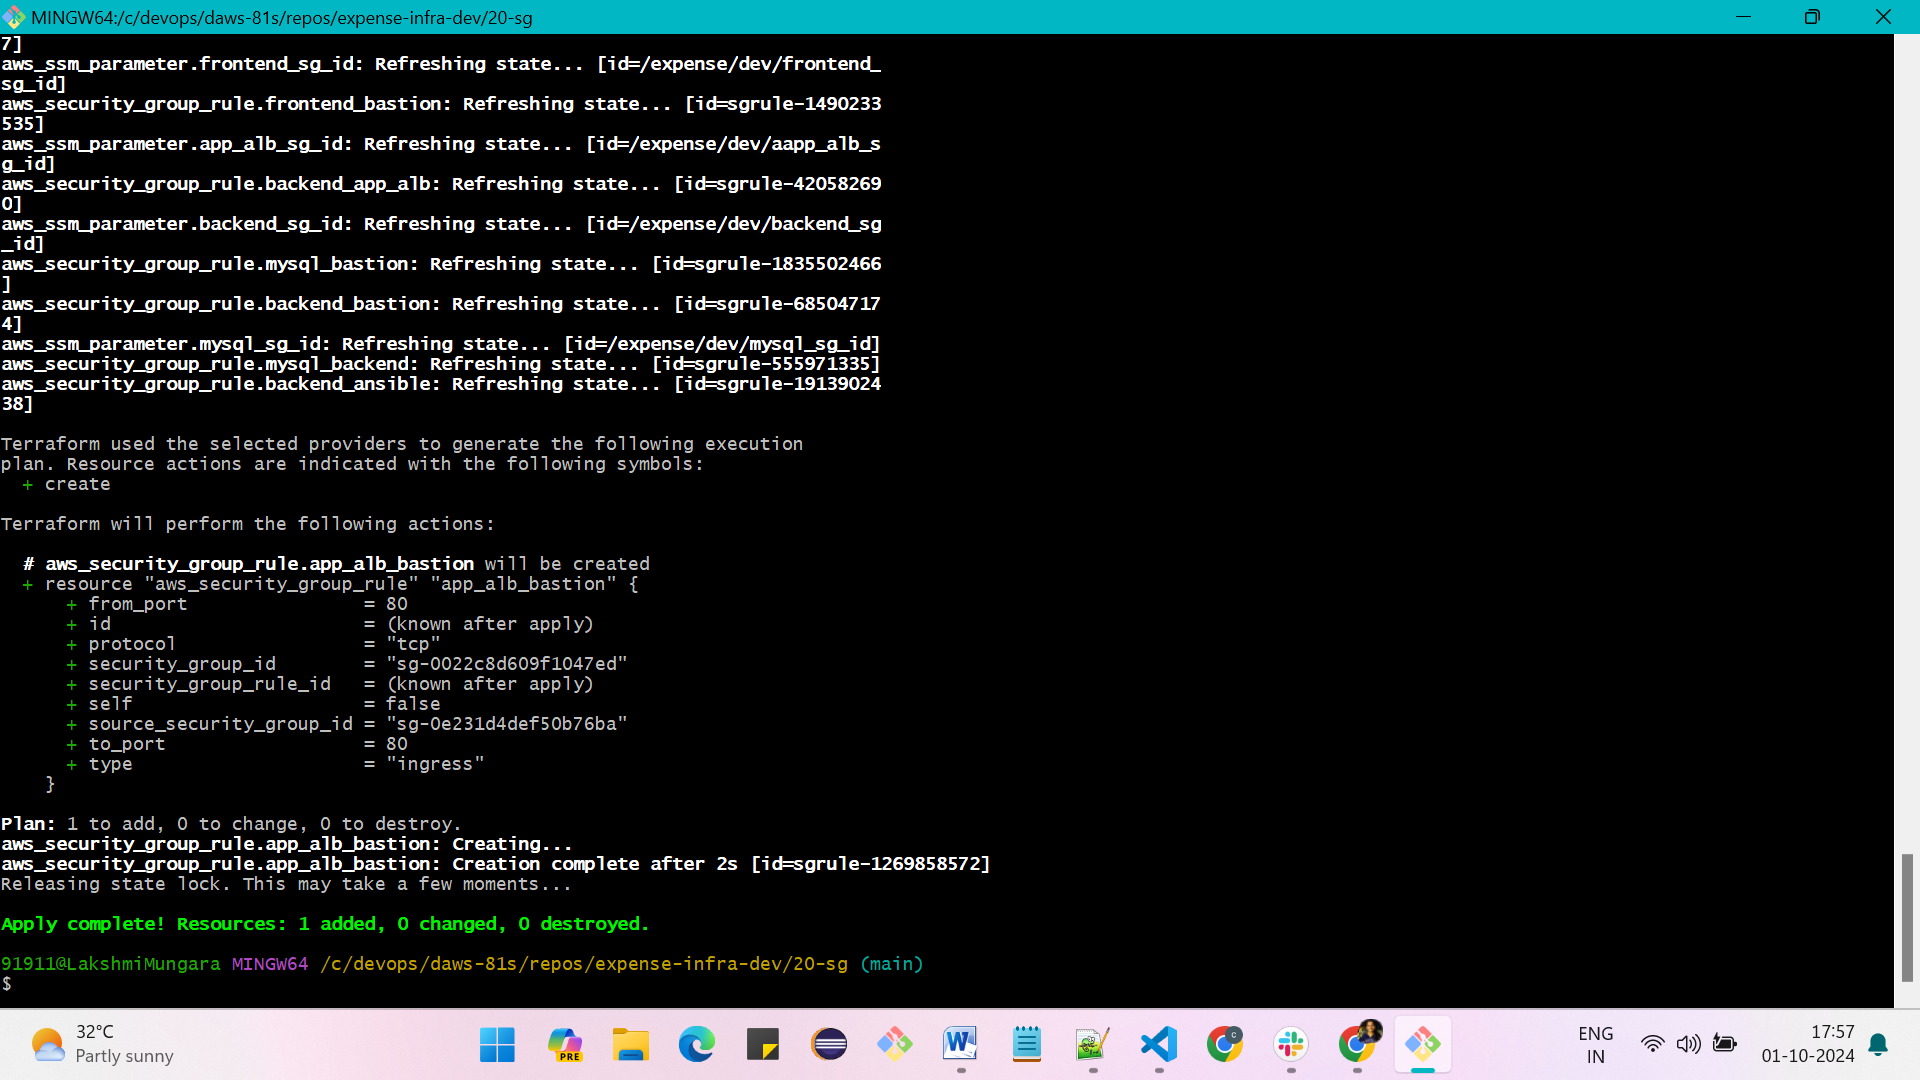 MINGW64:/c/devops/daws-81s/repos/expense-infra-dev/20-sg
7]
aws_ssm_parameter.frontend_sg_id: Refreshing state... [id=/expense/dev/frontend_
sg_id]
aws_security_group_rule.frontend_bastion: Refreshing state... [id=sgrule-1490233
535]
aws_ssm_parameter.app_alb_sg_id: Refreshing state... [id=/expense/dev/aapp_alb_s
g_id]
aws_security_group_rule.backend_app_alb: Refreshing state... [id=sgrule-42058269
0]
aws_ssm_parameter.backend_sg_id: Refreshing state... [id=/expense/dev/backend_sg
_id]
aws_security_group_rule.mysql_bastion: Refreshing state... [id=sgrule-1835502466
]
aws_security_group_rule.backend_bastion: Refreshing state... [id=sgrule-68504717
4]
aws_ssm_parameter.mysql_sg_id: Refreshing state... [id=/expense/dev/mysql_sg_id]
aws_security_group_rule.mysql_backend: Refreshing state... [id=sgrule-555971335]
aws_security_group_rule.backend_ansible: Refreshing state... [id=sgrule-19139024
38]
Terraform used the selected providers to generate the following execution
plan. Resource actions are indicated with the following symbols:
+ create
Terraform will perform the following actions:
# aws_security_group_rule.app_alb_bastion will be created
+ resource "aws_security_group_rule" "app_alb_bastion" {
+ from_port = 80
+ id = (known after apply)
+ protocol = "tcp"
+ security_group_id = "sg-0022c8d609f1047ed"
+ security_group_rule_id = (known after apply)
+ self = false
+ source_security_group_id = "sg-0e231d4def50b76ba"
+ to_port = 80
+ type = "ingress"
}
Plan: 1 to add, 0 to change, 0 to destroy.
aws_security_group_rule.app_alb_bastion: Creating...
aws_security_group_rule.app_alb_bastion: Creation complete after 2s [id=sgrule-1269858572]
Releasing state lock. This may take a few moments...
Apply complete! Resources: 1 added, 0 changed, 0 destroyed.
91911@LakshmiMungara MINGW64 /c/devops/daws-81s/repos/expense-infra-dev/20-sg (main)
$
32°C
Partly sunny
PRE
ENG
IN
17:57
01-10-2024